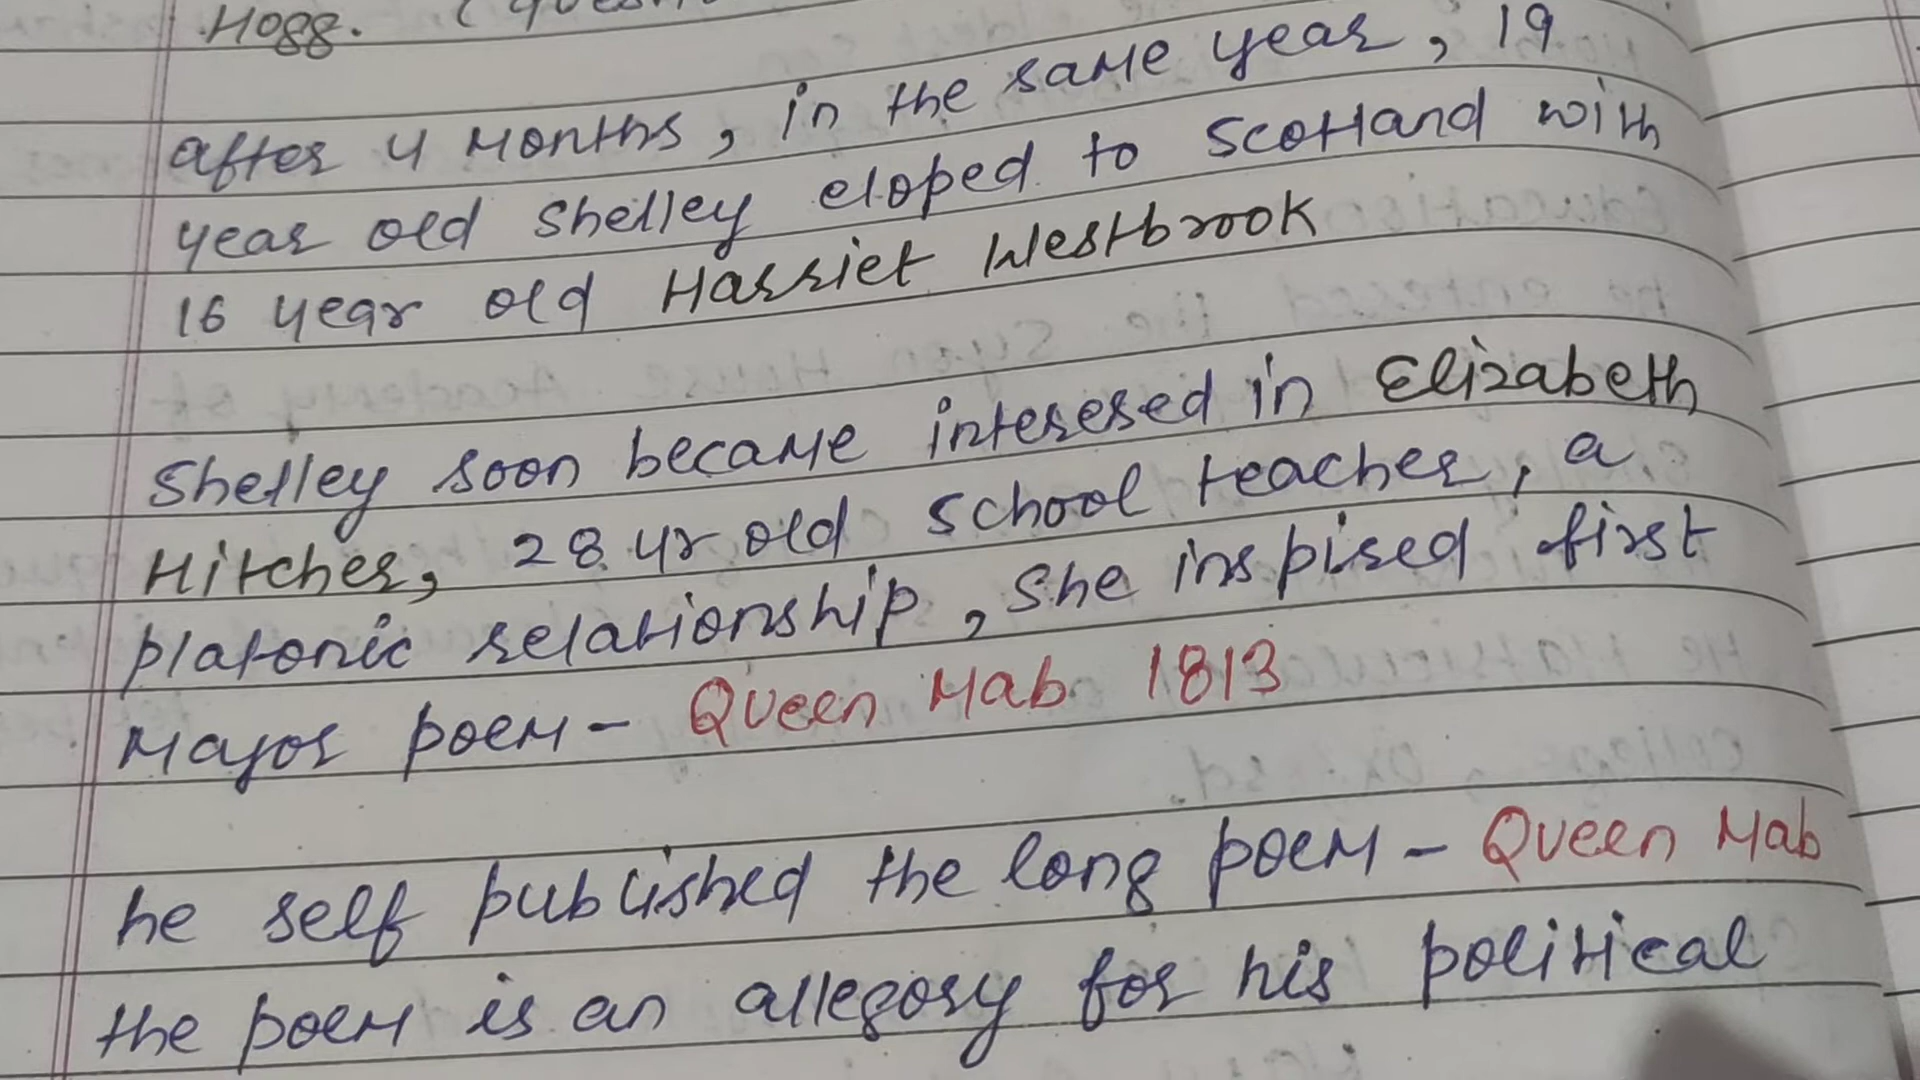 Hogg. (
after 4 months, in the same year, 19
year old Shelley eloped to Scotland with
16 year old Harriet Westbrook
Shelley soon became interesed in Elizabeth
Hitcher, 28 yr old school teacher, a
platonic relationship, She inspired first
Major poem - Queen Mab 1813
he self published the long poem - Queen Mab
the poem is an allegory for his political